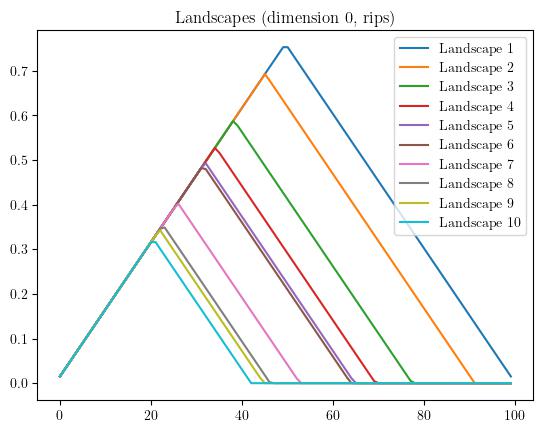 Landscapes (dimension 0, rips)
Landscape 1
Landscape 2
Landscape 3
Landscape 4
Landscape 5
Landscape 6
Landscape 7
Landscape 8
Landscape 9
Landscape 10
0.7
0.6
0.5
0.4
0.3
0.2
0.1
0.0
0 20 40 60 80 100